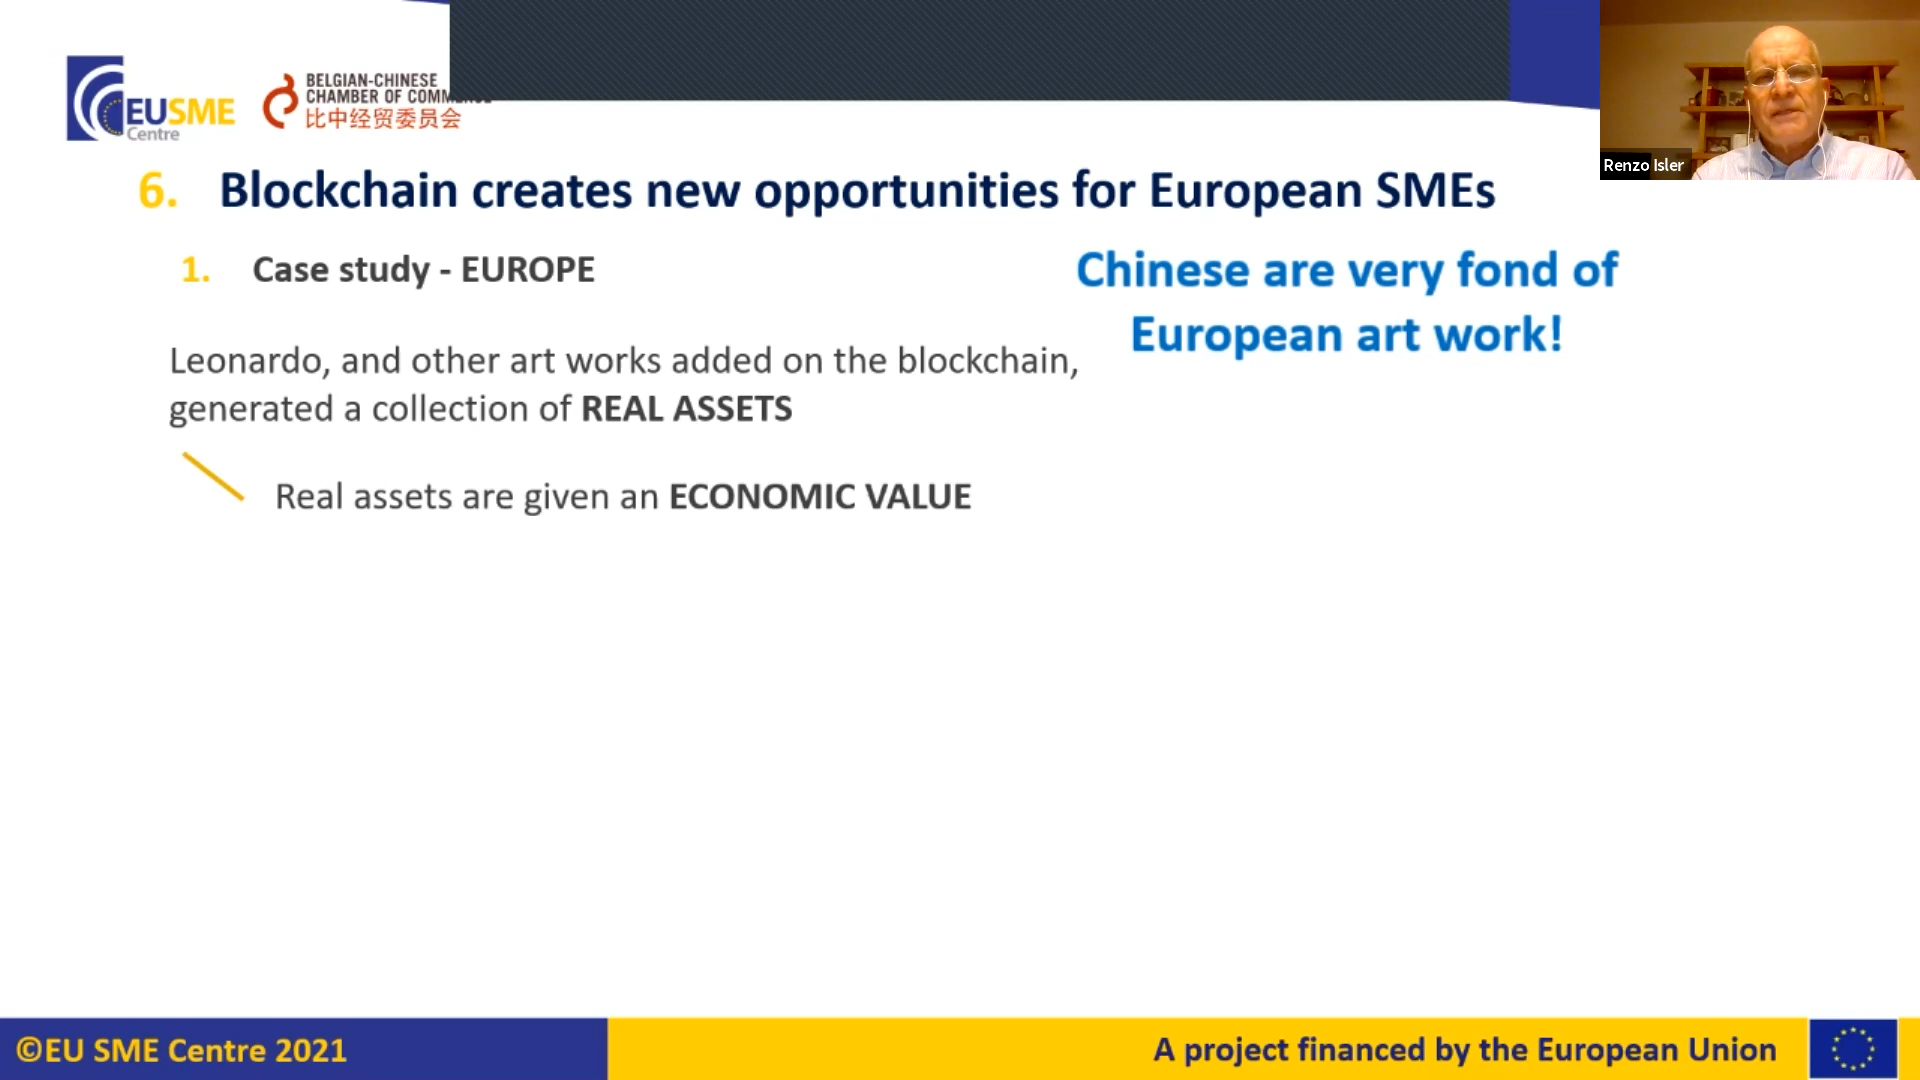 EUSME
Centre
BELGIAN-CHINESE
CHAMBER OF
比中经贸委员会
Renzo Isler
6. Blockchain creates new opportunities for European SMEs
1. Case study - EUROPE
Chinese are very fond of
European art work!
Leonardo, and other art works added on the blockchain,
generated a collection of REAL ASSETS
Real assets are given an ECONOMIC VALUE
©EU SME Centre 2021
A project financed by the European Union